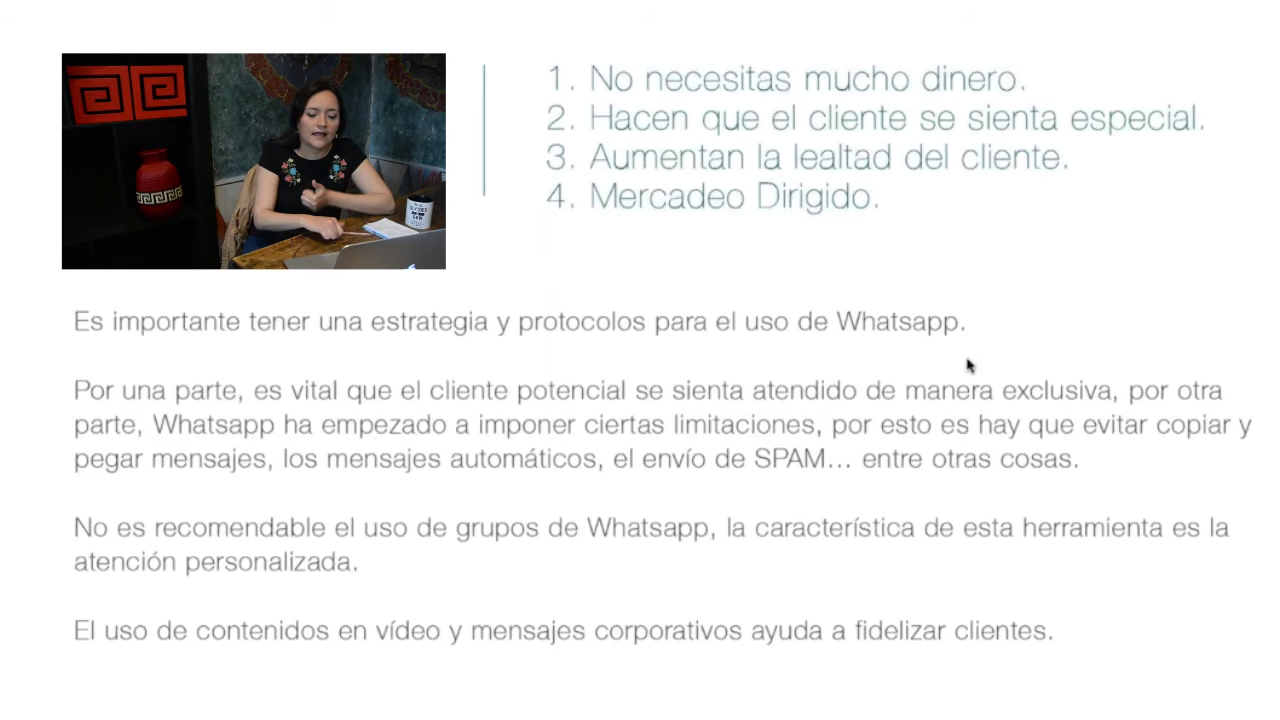 1. No necesitas mucho dinero.
2. Hacen que el cliente se sienta especial.
3. Aumentan la lealtad del cliente.
4. Mercadeo Dirigido.
Es importante tener una estrategia y protocolos para el uso de Whatsapp.
Por una parte, es vital que el cliente potencial se sienta atendido de manera exclusiva, por otra
parte, Whatsapp ha empezado a imponer ciertas limitaciones, por esto es hay que evitar copiar y
pegar mensajes, los mensajes automáticos, el envío de SPAM... entre otras cosas.
No es recomendable el uso de grupos de Whatsapp, la característica de esta herramienta es la
atención personalizada.
El uso de contenidos en vídeo y mensajes corporativos ayuda a fidelizar clientes.